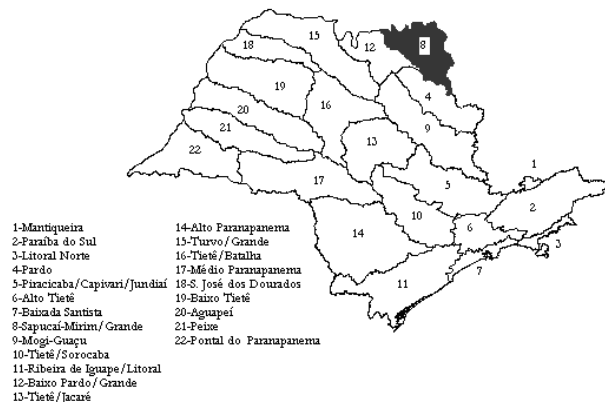 15
18
12
8
19
4
16
20
9
21
13
22
1
5
17
2
10
14
6
3
7
11
1-Mantiqueira
2-Paraíba do Sul
3-Litoral Norte
4-Pardo
5-Piracicaba/Capivari/Jundiaí
6-Alto Tietê
7-Baixada Santista
8-Sapucaí-Mirim/Grande
9-Mogi-Guaçu
10-Tietê/Sorocaba
11-Ribeira de Iguape/Litoral
12-Baixo Pardo/Grande
13-Tietê/Jacaré
14-Alto Paranapanema
15-Turvo/Grande
16-Tietê/Batalha
17-Médio Paranapanema
18-S. José dos Dourados
19-Baixo Tietê
20-Aguapeí
21-Peixe
22-Pontal do Paranapanema